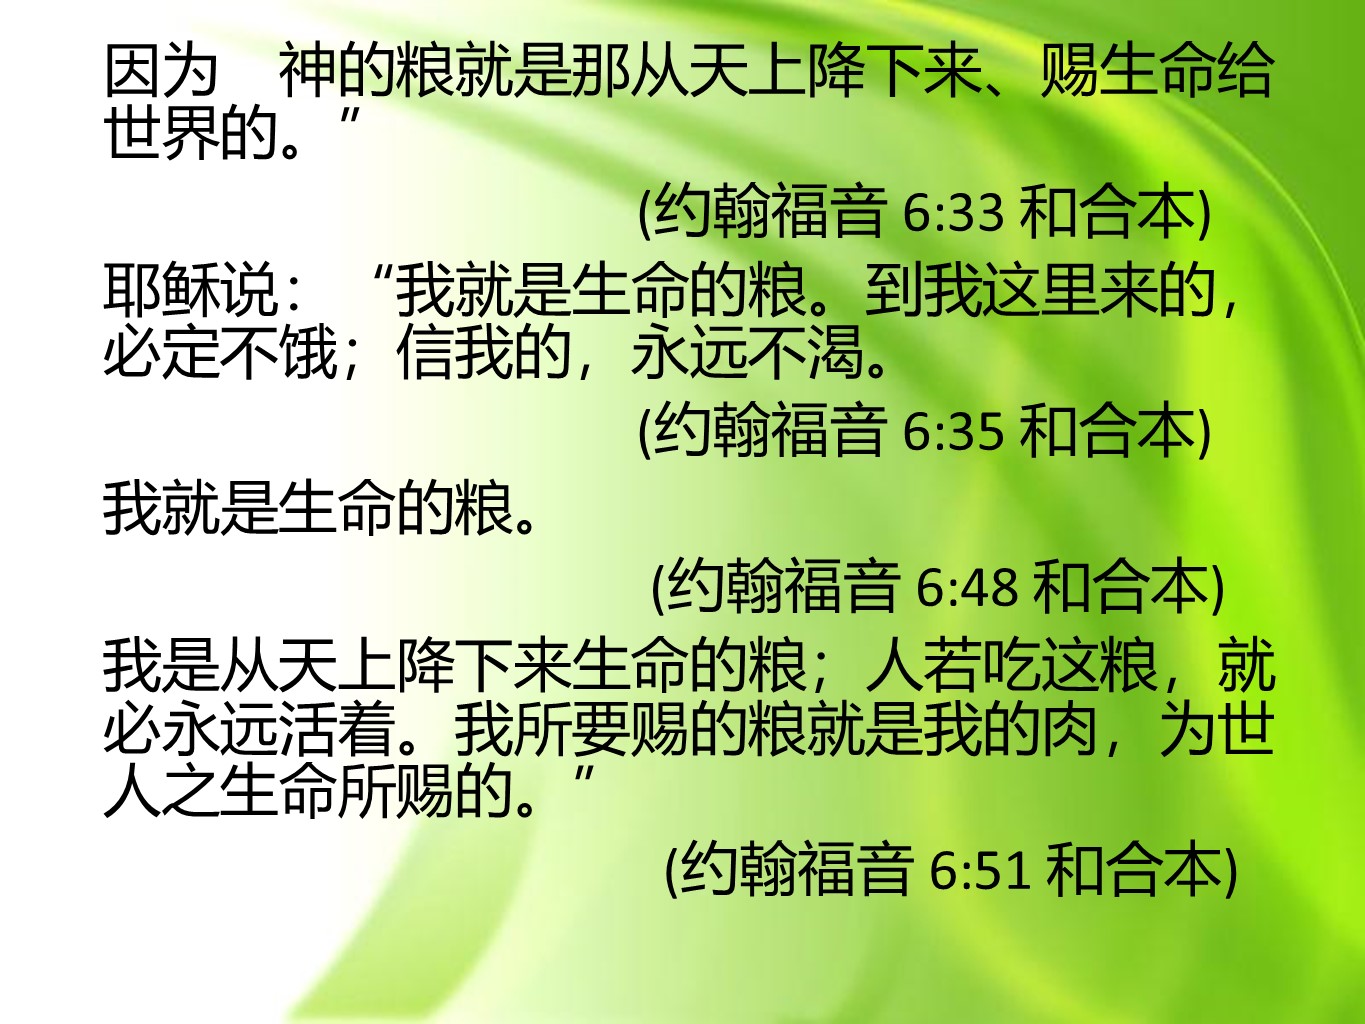 因为　神的粮就是那从天上降下来、赐生命给
世界的。”
(约翰福音 6:33 和合本)
耶稣说：“我就是生命的粮。到我这里来的，
必定不饿；信我的，永远不渴。
(约翰福音 6:35 和合本)
我就是生命的粮。
(约翰福音 6:48 和合本)
我是从天上降下来生命的粮；人若吃这粮，就
必永远活着。我所要赐的粮就是我的肉，为世
人之生命所赐的。”
(约翰福音 6:51 和合本)